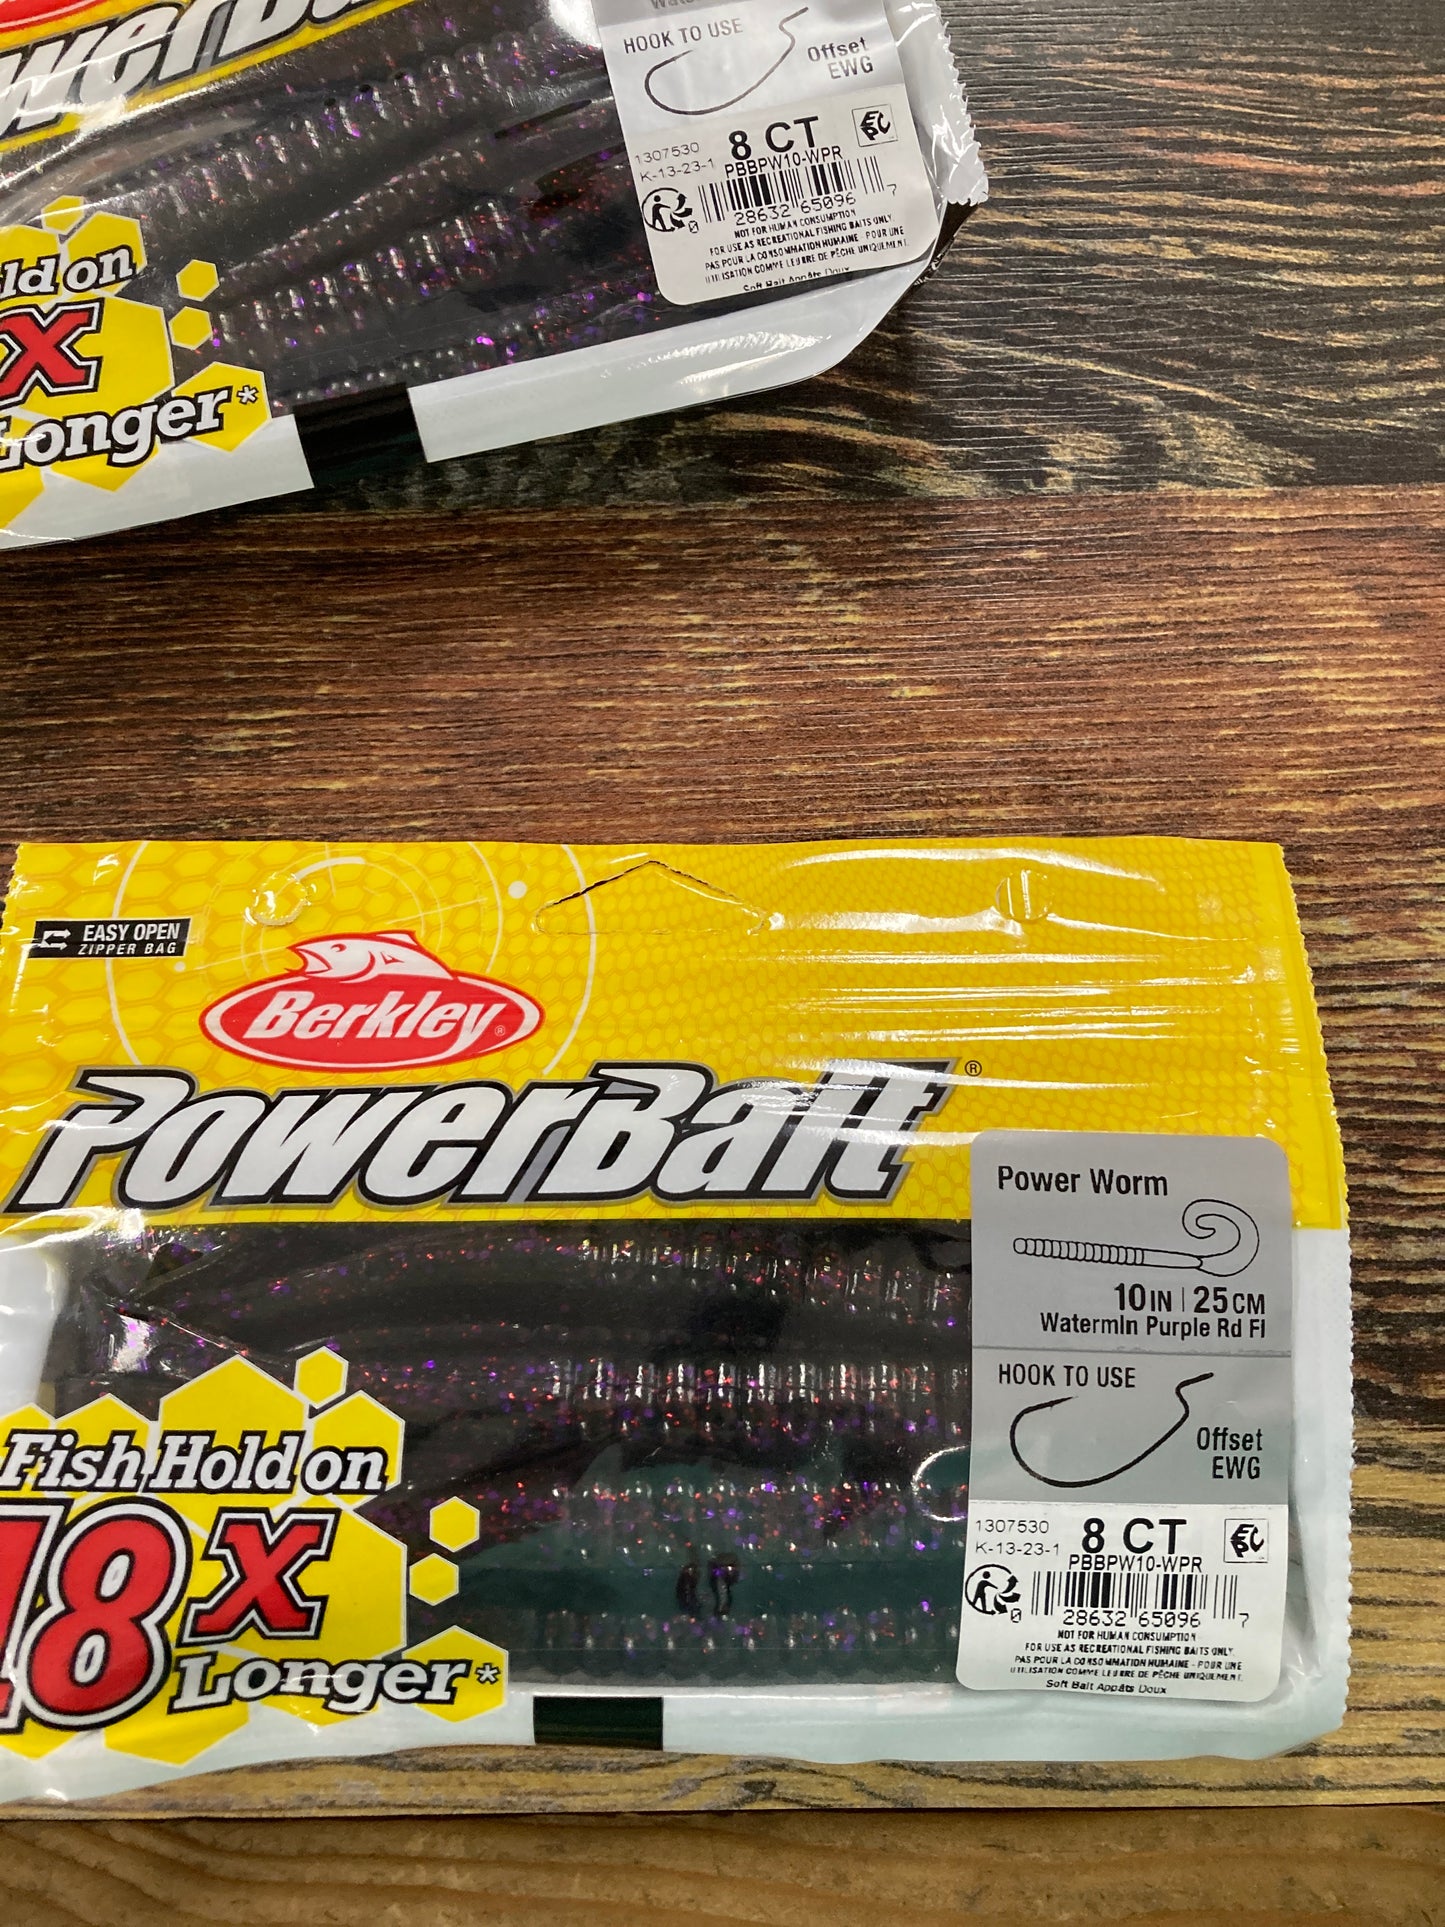 HOOK TO USE
Offset
EWG
1307530
K-13-23-1
8 CT
PBBPW10-WPR
0 28632 65096 7
NOT FOR HUMAN CONSUMPTION
FOR USE AS RECREATIONAL FISHING BAITS ONLY.
PAS POUR LA CONSOMMATION HUMAINE - POUR UNE
UTILISATION COMME LEURRE DE PÊCHE UNIQUEMENT.
Soft Bait Appâts Doux
ld on
X
Longer*
EASY OPEN
ZIPPER BAG
Berkley®
PowerBait®
Power Worm
10IN | 25CM
Watermln Purple Rd Fl
HOOK TO USE
Offset
EWG
Fish Hold on
18X
Longer*
1307530
K-13-23-1
8 CT
PBBPW10-WPR
0 28632 65096 7
NOT FOR HUMAN CONSUMPTION
FOR USE AS RECREATIONAL FISHING BAITS ONLY.
PAS POUR LA CONSOMMATION HUMAINE - POUR UNE
UTILISATION COMME LEURRE DE PÊCHE UNIQUEMENT.
Soft Bait Appâts Doux